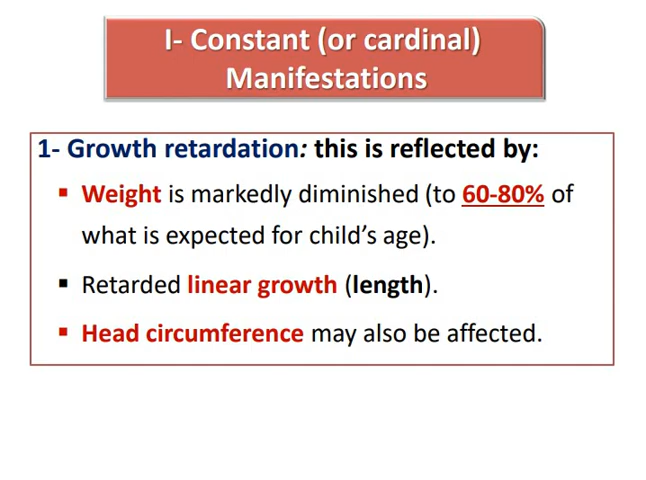 I- Constant (or cardinal)
Manifestations
1- Growth retardation: this is reflected by:
▪ Weight is markedly diminished (to 60-80% of
what is expected for child's age).
▪ Retarded linear growth (length).
▪ Head circumference may also be affected.